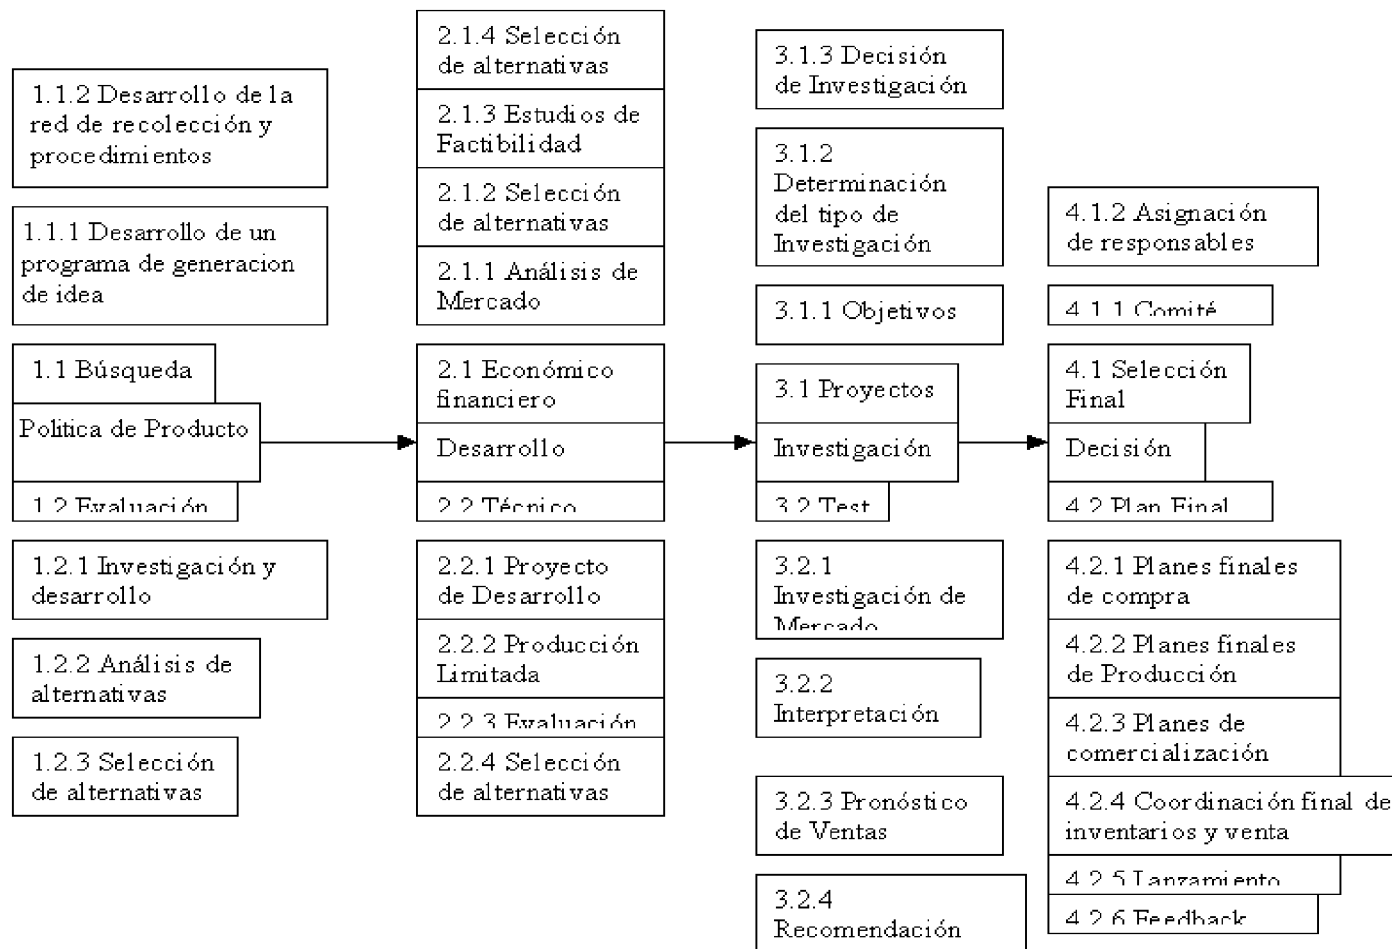 1.1.2 Desarrollo de la
red de recolección y
procedimientos
1.1.1 Desarrollo de un
programa de generacion
de idea
1.1 Búsqueda
Politica de Producto
1.2 Evaluación
1.2.1 Investigación y
desarrollo
1.2.2 Análisis de
alternativas
1.2.3 Selección
de alternativas
2.1.4 Selección
de alternativas
2.1.3 Estudios de
Factibilidad
2.1.2 Selección
de alternativas
2.1.1 Análisis de
Mercado
2.1 Económico
financiero
Desarrollo
2.2 Técnico
2.2.1 Proyecto
de Desarrollo
2.2.2 Producción
Limitada
2.2.3 Evaluación
2.2.4 Selección
de alternativas
3.1.3 Decisión
de Investigación
3.1.2
Determinación
del tipo de
Investigación
3.1.1 Objetivos
3.1 Proyectos
Investigación
3.2 Test
3.2.1
Investigación de
Mercado
3.2.2
Interpretación
3.2.3 Pronóstico
de Ventas
3.2.4
Recomendación
4.1.2 Asignación
de responsables
4.1.1 Comité
4.1 Selección
Final
Decisión
4.2 Plan Final
4.2.1 Planes finales
de compra
4.2.2 Planes finales
de Producción
4.2.3 Planes de
comercialización
4.2.4 Coordinación final de
inventarios y venta
4.2.5 Lanzamiento
4.2.6 Feedback